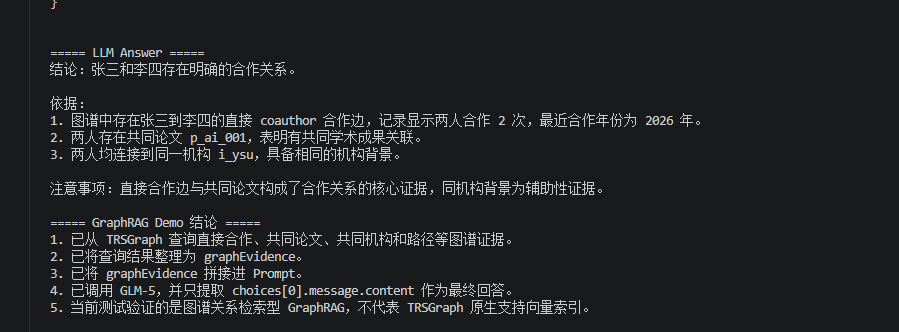 }
===== LLM Answer =====
结论：张三和李四存在明确的合作关系。
依据：
1. 图谱中存在张三到李四的直接 coauthor 合作边，记录显示两人合作 2 次，最近合作年份为 2026 年。
2. 两人存在共同论文 p_ai_001，表明有共同学术成果关联。
3. 两人均连接到同一机构 i_ysu，具备相同的机构背景。
注意事项：直接合作边与共同论文构成了合作关系的核心证据，同机构背景为辅助性证据。
===== GraphRAG Demo 结论 =====
1. 已从 TRSGraph 查询直接合作、共同论文、共同机构和路径等图谱证据。
2. 已将查询结果整理为 graphEvidence。
3. 已将 graphEvidence 拼接进 Prompt。
4. 已调用 GLM-5，并只提取 choices[0].message.content 作为最终回答。
5. 当前测试验证的是图谱关系检索型 GraphRAG，不代表 TRSGraph 原生支持向量索引。